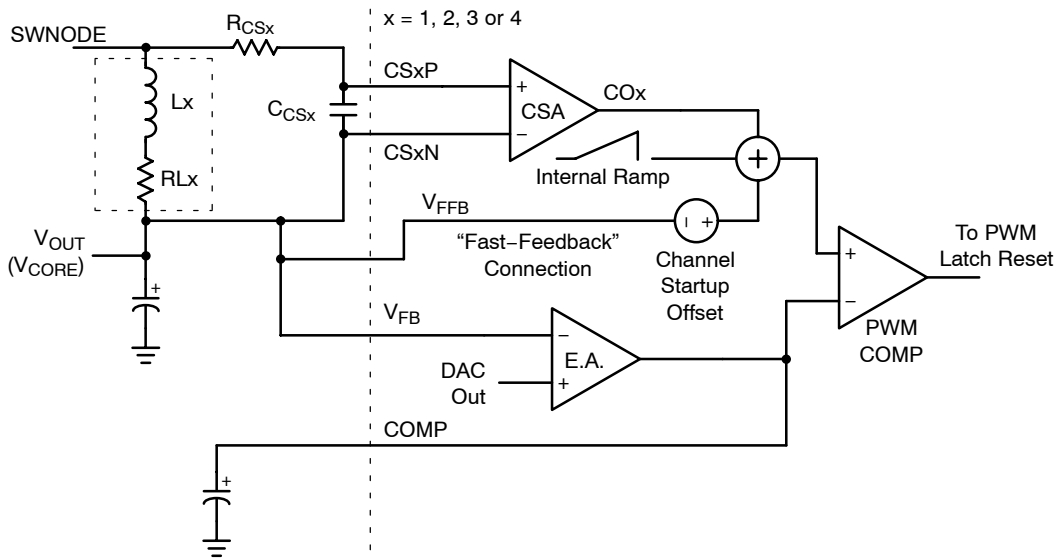 x = 1, 2, 3 or 4
SWNODE
RCSx
Lx
CCSx
CSxP
+
CSA
−
COx
CSxN
Internal Ramp
+
RLx
VFFB
− +
VOUT
(VCORE)
+
“Fast−Feedback”
Connection
Channel
Startup
Offset
To PWM
Latch Reset
+
−
PWM
COMP
VFB
−
E.A.
+
DAC
Out
COMP
+